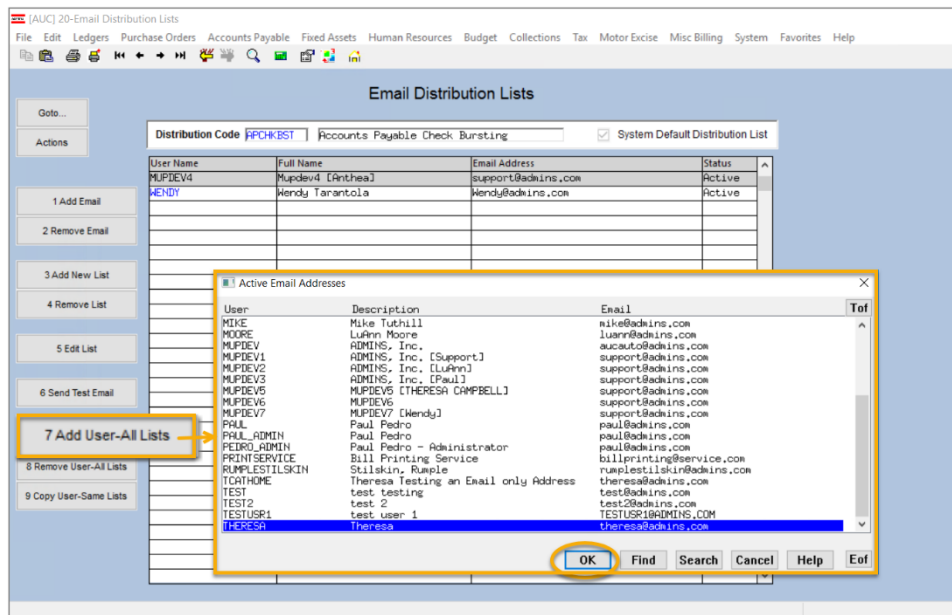 [AUC] 20-Email Distribution Lists
File Edit Ledgers Purchase Orders Accounts Payable Fixed Assets Human Resources Budget Collections Tax Motor Excise Misc Billing System Favorites Help
Email Distribution Lists
Goto...
Actions
Distribution Code APCHKBST Accounts Payable Check Bursting System Default Distribution List
User Name Full Name Email Address Status
MUPDEV4 Mupdev4 [Anthea] support@admins.com Active
WENDY Wendy Tarantola Wendy@admins.com Active
1 Add Email
2 Remove Email
3 Add New List
4 Remove List
5 Edit List
6 Send Test Email
7 Add User-All Lists
8 Remove User-All Lists
9 Copy User-Same Lists
Active Email Addresses
User Description Email Tof
MIKE Mike Tuthill mike@admins.com
MOORE LuAnn Moore luann@admins.com
MUPDEV ADMINS, Inc. aucauto@admins.com
MUPDEV1 ADMINS, Inc. [Support] support@admins.com
MUPDEV2 ADMINS, Inc. [LuAnn] support@admins.com
MUPDEV3 ADMINS, Inc. [Paul] support@admins.com
MUPDEV5 MUPDEV5 [THERESA CAMPBELL] support@admins.com
MUPDEV6 MUPDEV6 support@admins.com
MUPDEV7 MUPDEV7 [Wendy] support@admins.com
PAUL Paul Pedro paul@admins.com
PAUL_ADMIN Paul Pedro paul@admins.com
PEDRO_ADMIN Paul Pedro - Administrator paul@admins.com
PRINTSERVICE Bill Printing Service billprinting@service.com
RUMPLESTILSKIN Stilskin, Rumple rumplestilskin@admins.com
TCATHOME Theresa Testing an Email only Address theresa@admins.com
TEST test testing test@admins.com
TEST2 test 2 test2@admins.com
TESTUSR1 test user 1 TESTUSR1@ADMINS.COM
THERESA Theresa theresa@admins.com
OK Find Search Cancel Help Eof